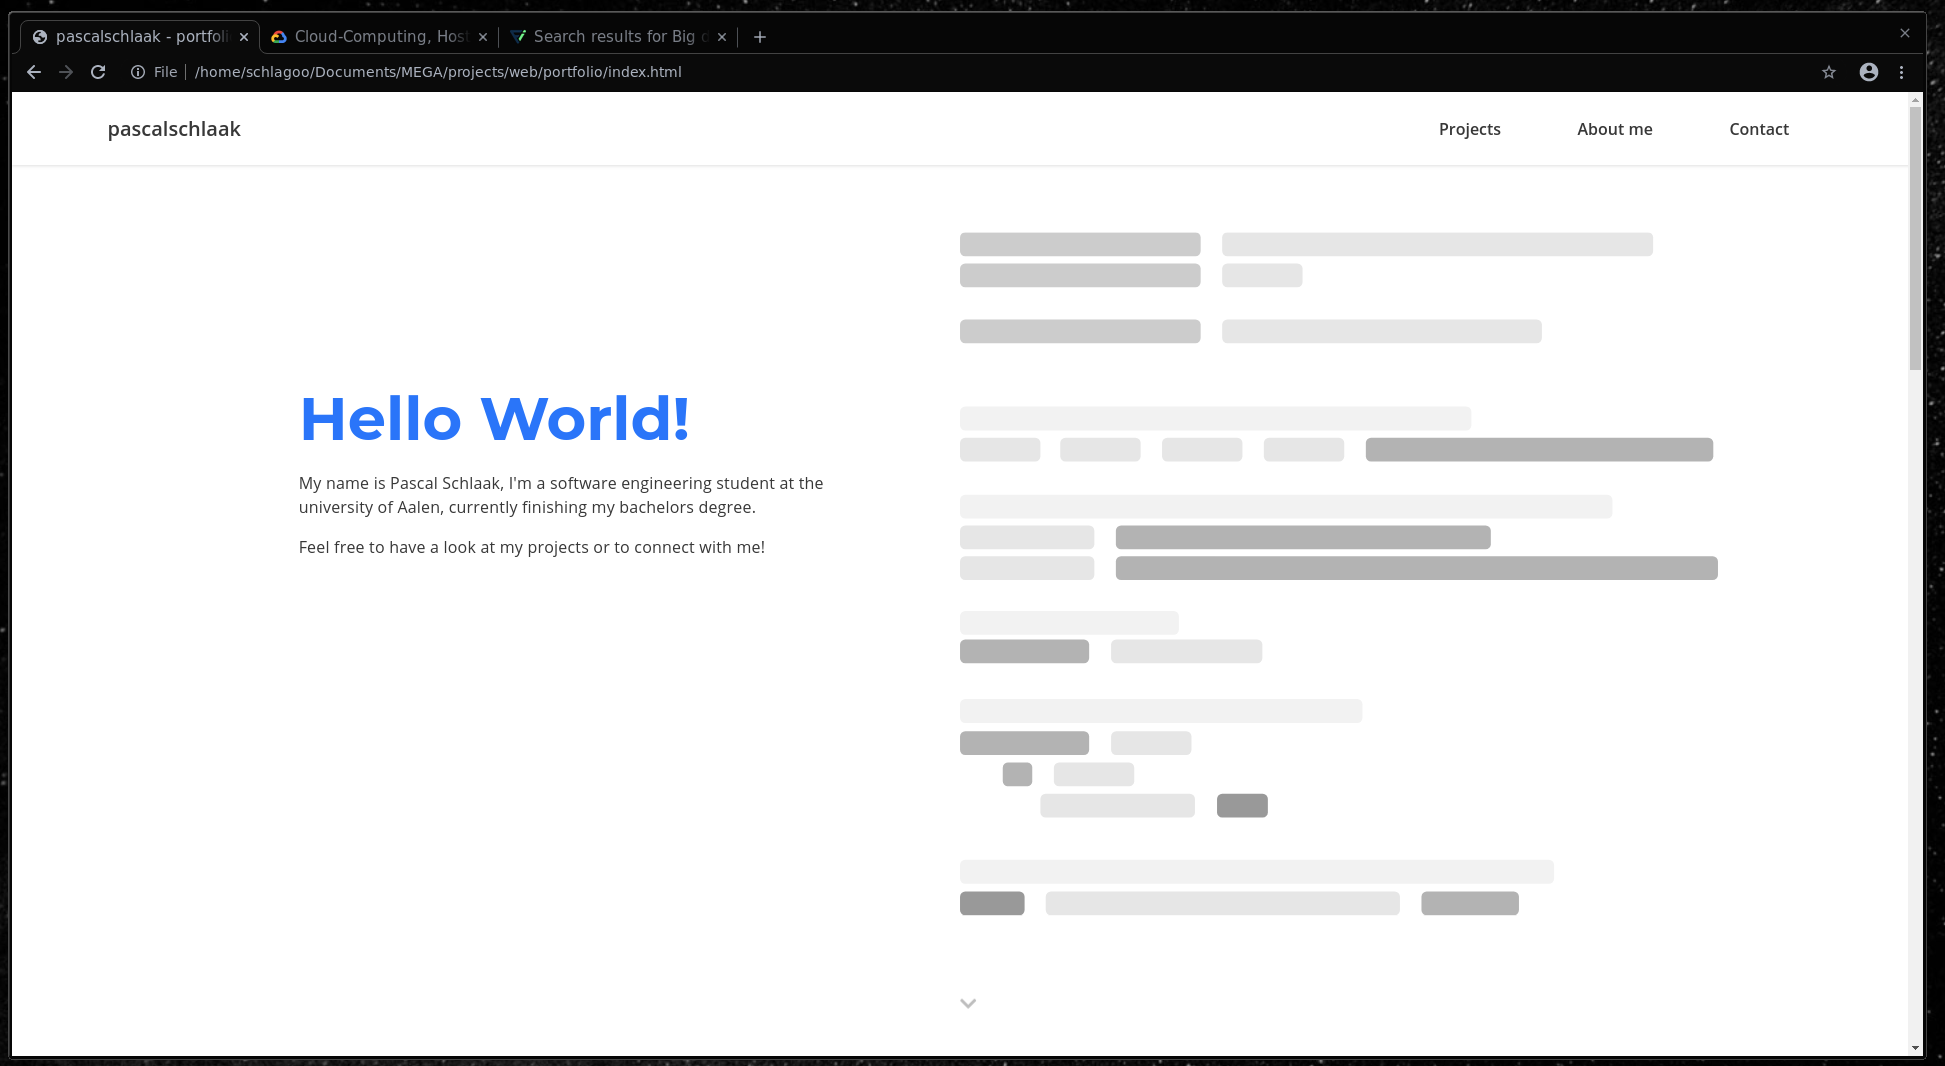 pascalschlaak - portfoli
Cloud-Computing, Host
Search results for Big d
File
/home/schlagoo/Documents/MEGA/projects/web/portfolio/index.html
pascalschlaak
Projects
About me
Contact
Hello World!
My name is Pascal Schlaak, I'm a software engineering student at the
university of Aalen, currently finishing my bachelors degree.
Feel free to have a look at my projects or to connect with me!